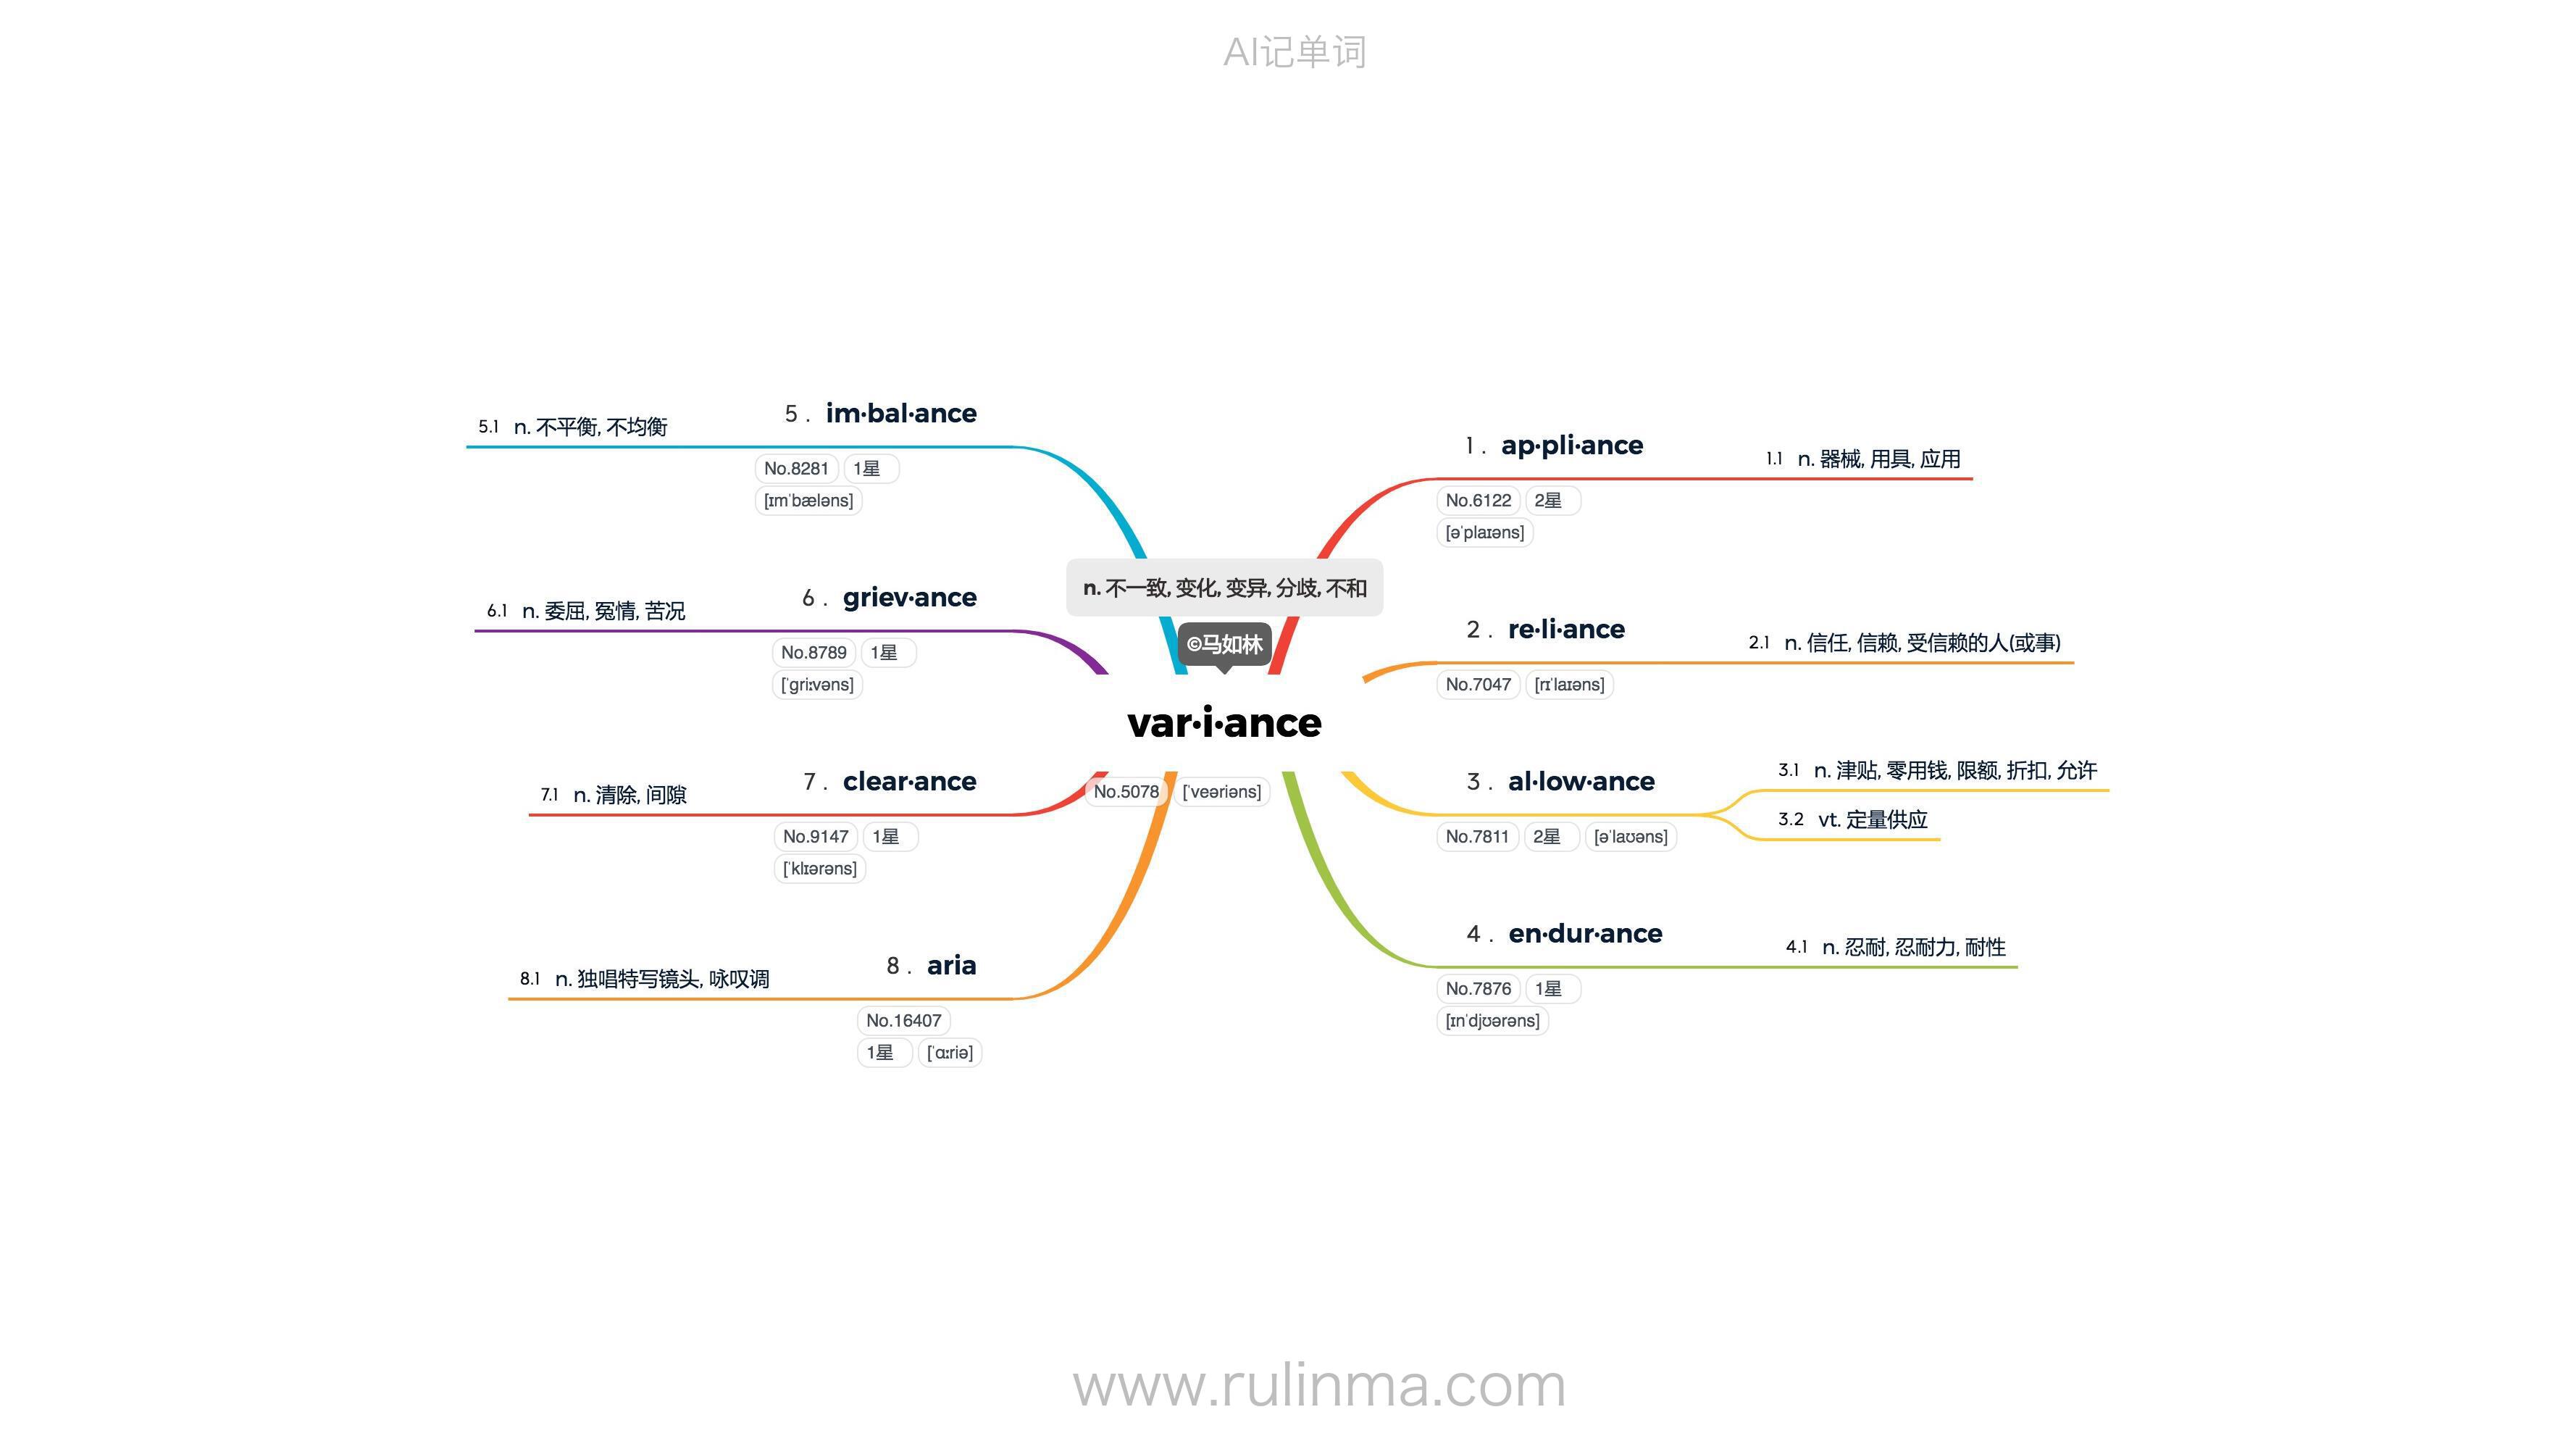 AI记单词
n. 不一致, 变化, 变异, 分歧, 不和
©马如林
var·i·ance
No.5078 [ˈveəriəns]
1 . ap·pli·ance
No.6122 2星
[əˈplaɪəns]
1.1 n. 器械, 用具, 应用
2 . re·li·ance
No.7047 [rɪˈlaɪəns]
2.1 n. 信任, 信赖, 受信赖的人(或事)
3 . al·low·ance
No.7811 2星 [əˈlaʊəns]
3.1 n. 津贴, 零用钱, 限额, 折扣, 允许
3.2 vt. 定量供应
4 . en·dur·ance
No.7876 1星
[ɪnˈdjʊərəns]
4.1 n. 忍耐, 忍耐力, 耐性
5 . im·bal·ance
No.8281 1星
[ɪmˈbæləns]
5.1 n. 不平衡, 不均衡
6 . griev·ance
No.8789 1星
[ˈɡriːvəns]
6.1 n. 委屈, 冤情, 苦况
7 . clear·ance
No.9147 1星
[ˈklɪərəns]
7.1 n. 清除, 间隙
8 . aria
No.16407
1星 [ˈɑːriə]
8.1 n. 独唱特写镜头, 咏叹调
www.rulinma.com